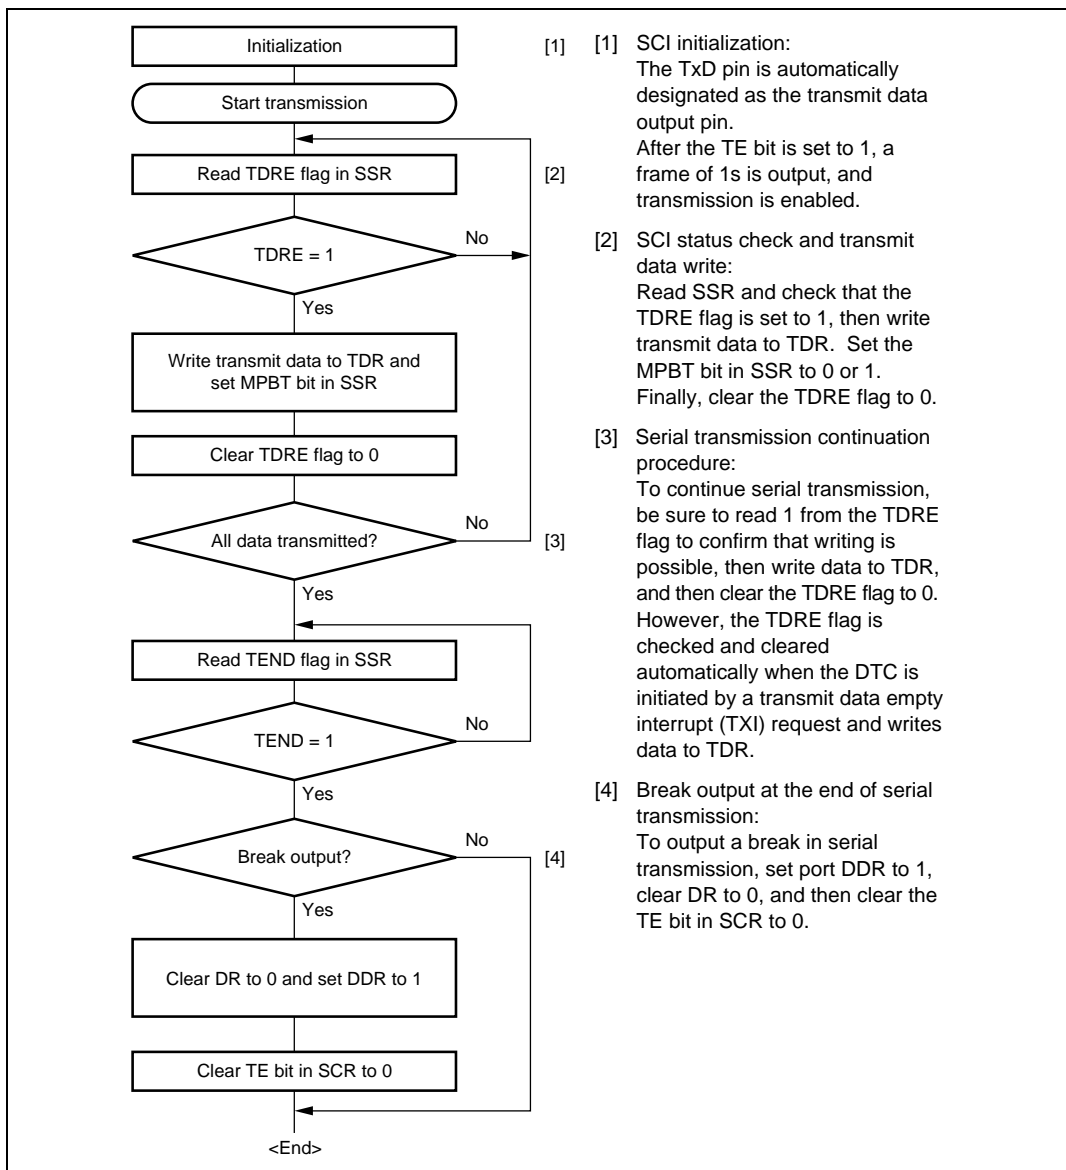 Initialization
[1]
Start transmission
Read TDRE flag in SSR
[2]
TDRE = 1
No
Yes
Write transmit data to TDR and
set MPBT bit in SSR
Clear TDRE flag to 0
All data transmitted?
No
[3]
Yes
Read TEND flag in SSR
TEND = 1
No
Yes
Break output?
No
[4]
Yes
Clear DR to 0 and set DDR to 1
Clear TE bit in SCR to 0
<End>
[1] SCI initialization:
The TxD pin is automatically
designated as the transmit data
output pin.
After the TE bit is set to 1, a
frame of 1s is output, and
transmission is enabled.
[2] SCI status check and transmit
data write:
Read SSR and check that the
TDRE flag is set to 1, then write
transmit data to TDR. Set the
MPBT bit in SSR to 0 or 1.
Finally, clear the TDRE flag to 0.
[3] Serial transmission continuation
procedure:
To continue serial transmission,
be sure to read 1 from the TDRE
flag to confirm that writing is
possible, then write data to TDR,
and then clear the TDRE flag to 0.
However, the TDRE flag is
checked and cleared
automatically when the DTC is
initiated by a transmit data empty
interrupt (TXI) request and writes
data to TDR.
[4] Break output at the end of serial
transmission:
To output a break in serial
transmission, set port DDR to 1,
clear DR to 0, and then clear the
TE bit in SCR to 0.